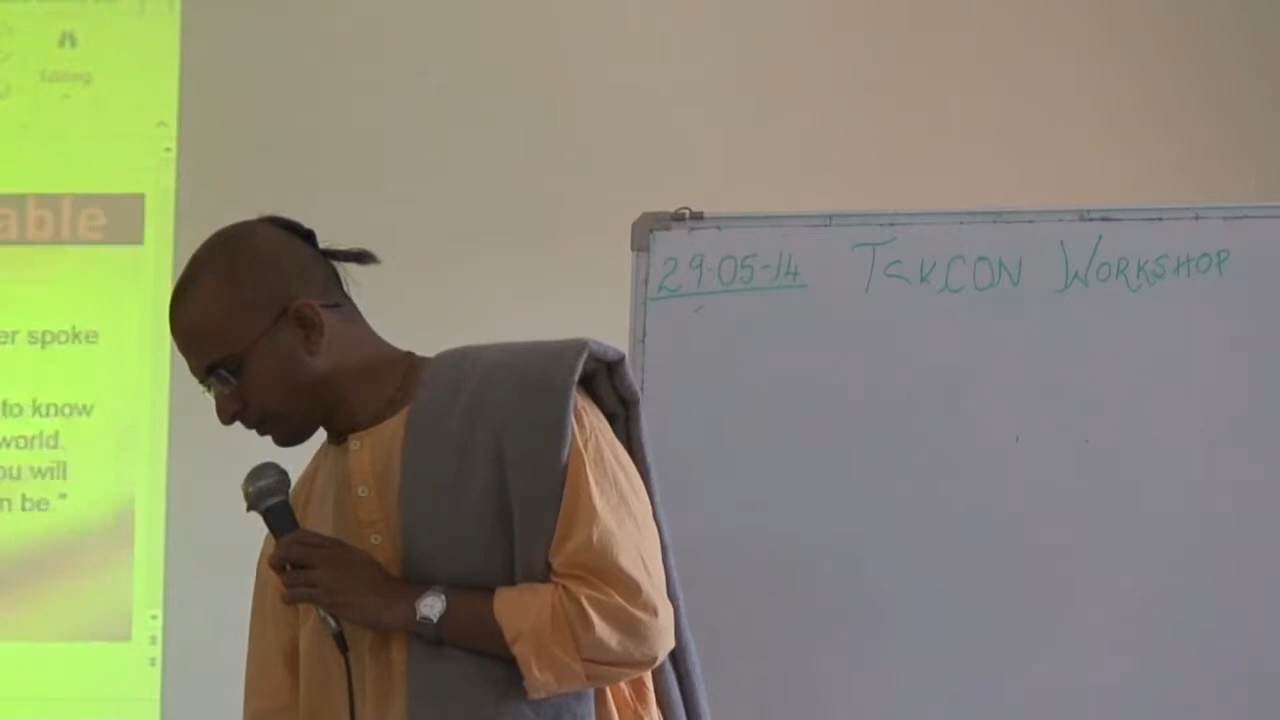 Editing
able
er spoke
to know
world.
ou will
n be."
29-05-14 ISKCON WORKSHOP